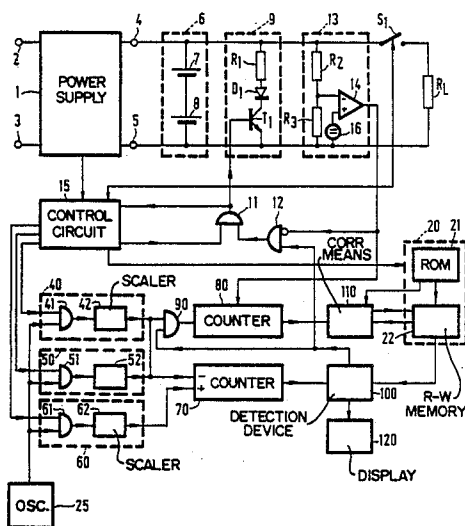 4
6
9
13
S1
2
POWER
SUPPLY
1
7
8
R1
D1
T1
R2
14
R3
16
RL
3
5
15
CONTROL
CIRCUIT
11
12
CORR
MEANS
20
21
ROM
40
SCALER
41
42
90
80
COUNTER
110
22
R-W
MEMORY
50
51
52
−
+
COUNTER
70
100
60
61
62
SCALER
DETECTION
DEVICE
120
DISPLAY
OSC.
25